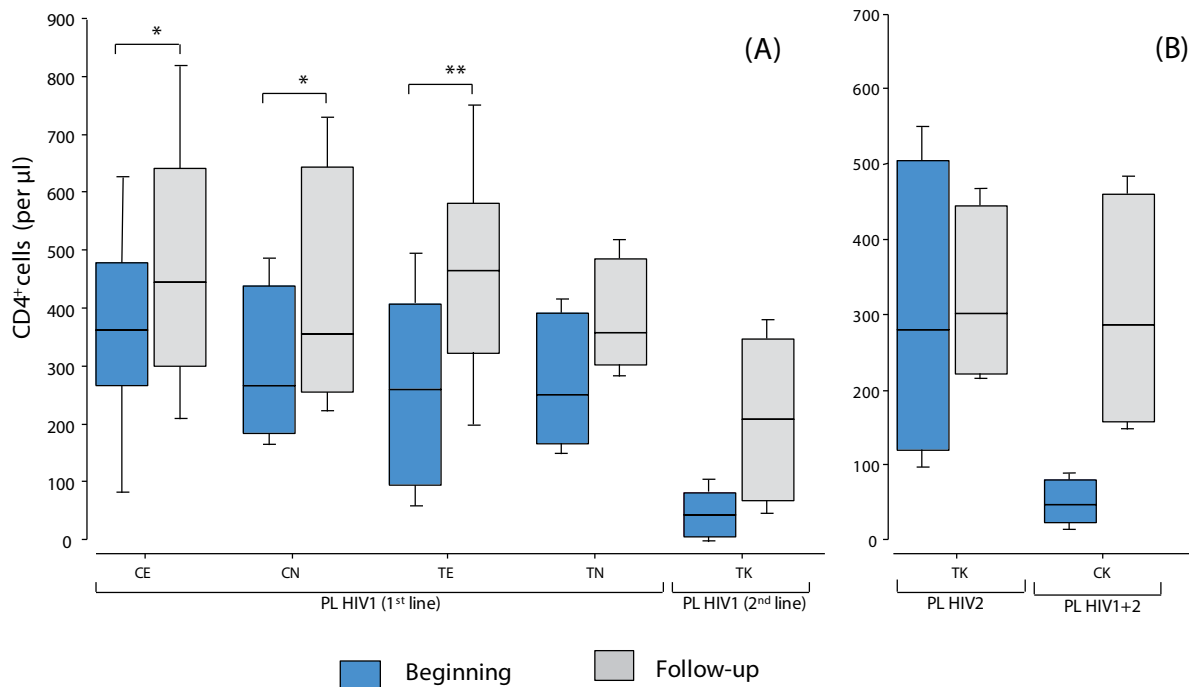 900
800
700
600
500
400
300
200
100
0
CD4⁺ cells (per µl)
(A)
*
*
**
CE
CN
TE
TN
TK
PL HIV1 (1st line)
PL HIV1 (2nd line)
700
600
500
400
300
200
100
0
(B)
TK
CK
PL HIV2
PL HIV1+2
Beginning
Follow-up